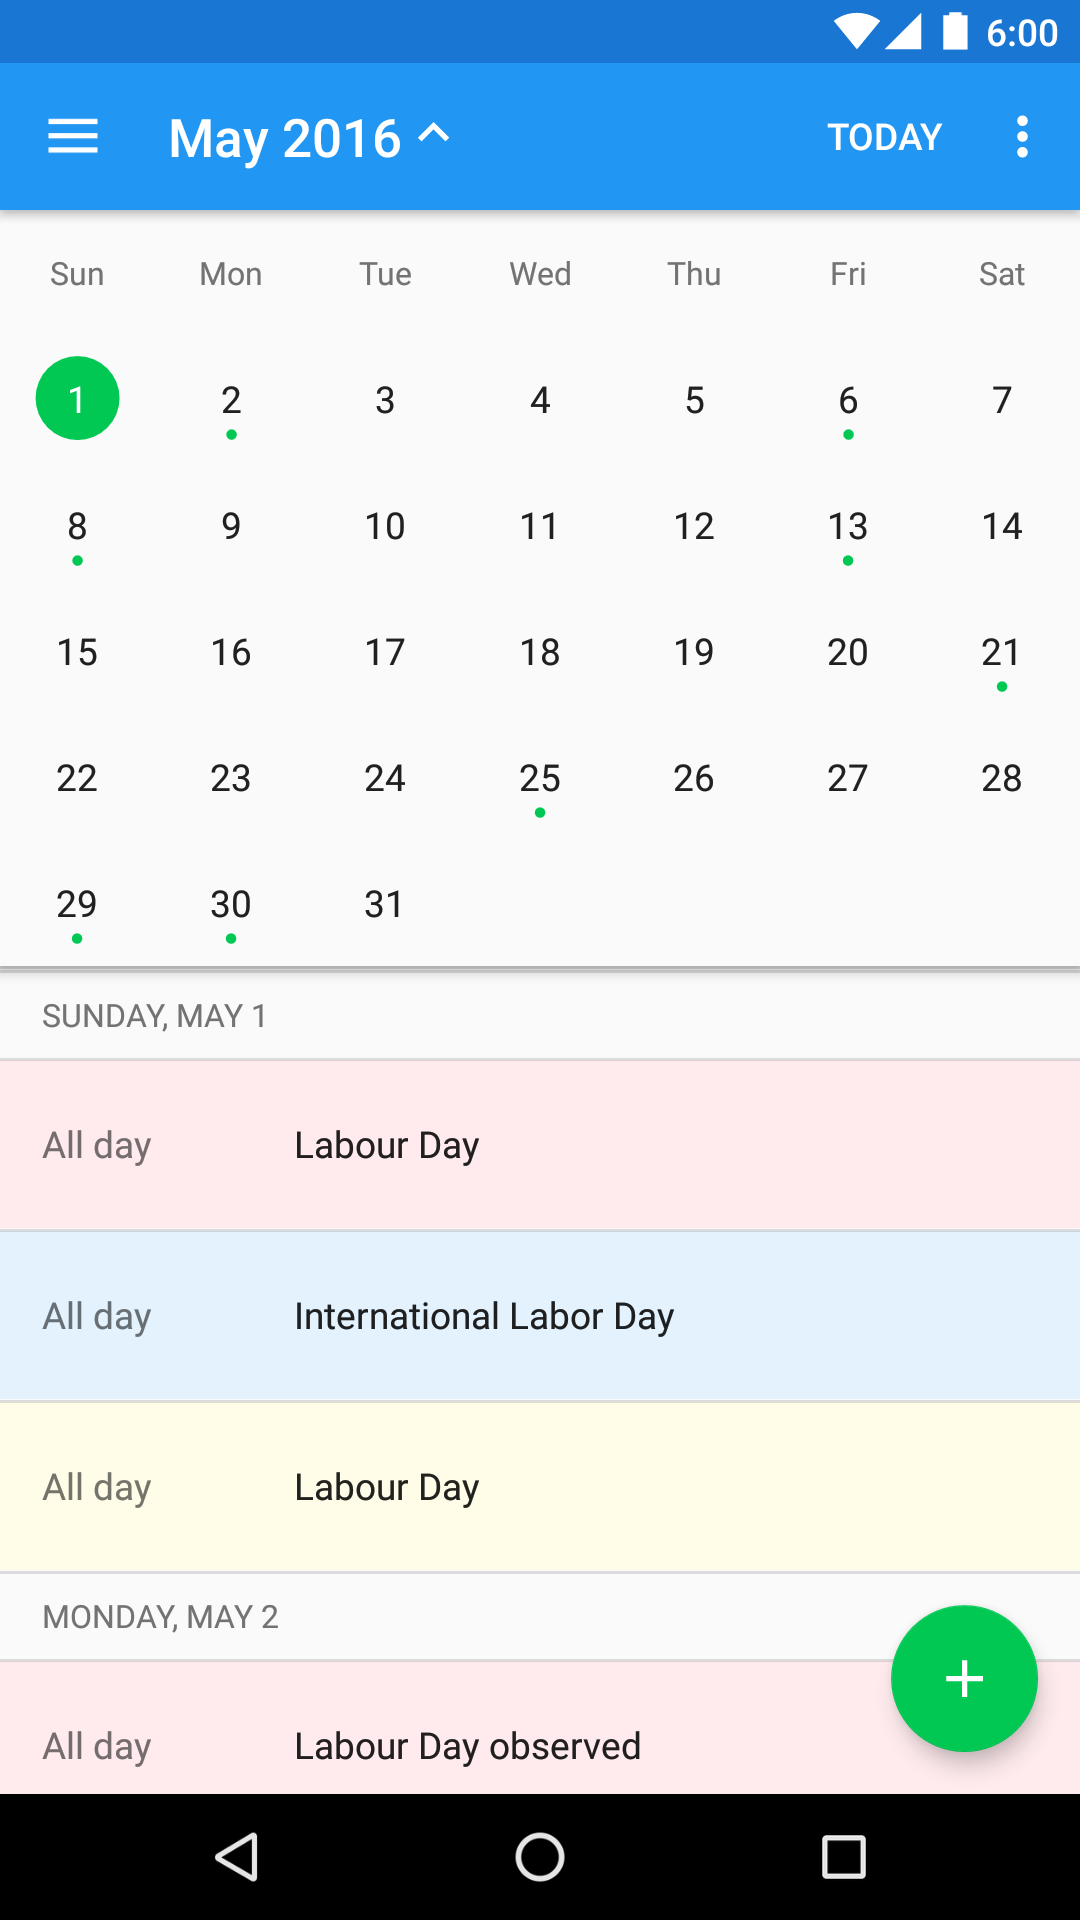 6:00
May 2016 TODAY
Sun Mon Tue Wed Thu Fri Sat
1 2 3 4 5 6 7
8 9 10 11 12 13 14
15 16 17 18 19 20 21
22 23 24 25 26 27 28
29 30 31
SUNDAY, MAY 1
All day Labour Day
All day International Labor Day
All day Labour Day
MONDAY, MAY 2
All day Labour Day observed